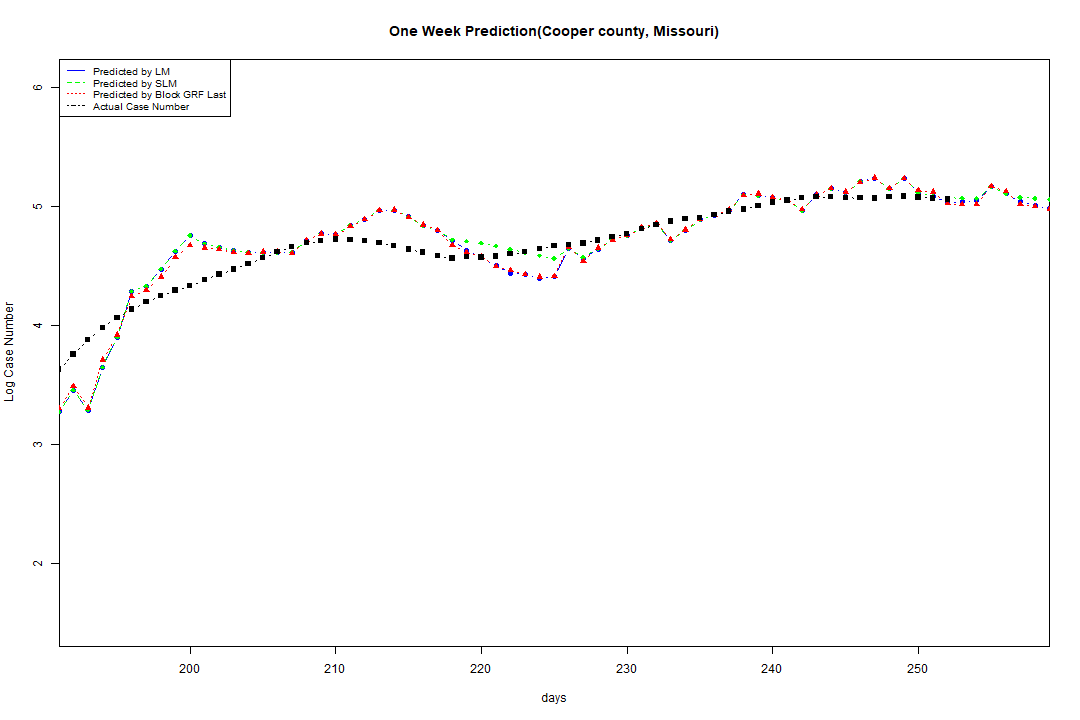 One Week Prediction(Cooper county, Missouri)
Predicted by LM
Predicted by SLM
Predicted by Block GRF Last
Actual Case Number
6
5
4
3
2
Log Case Number
200 210 220 230 240 250
days